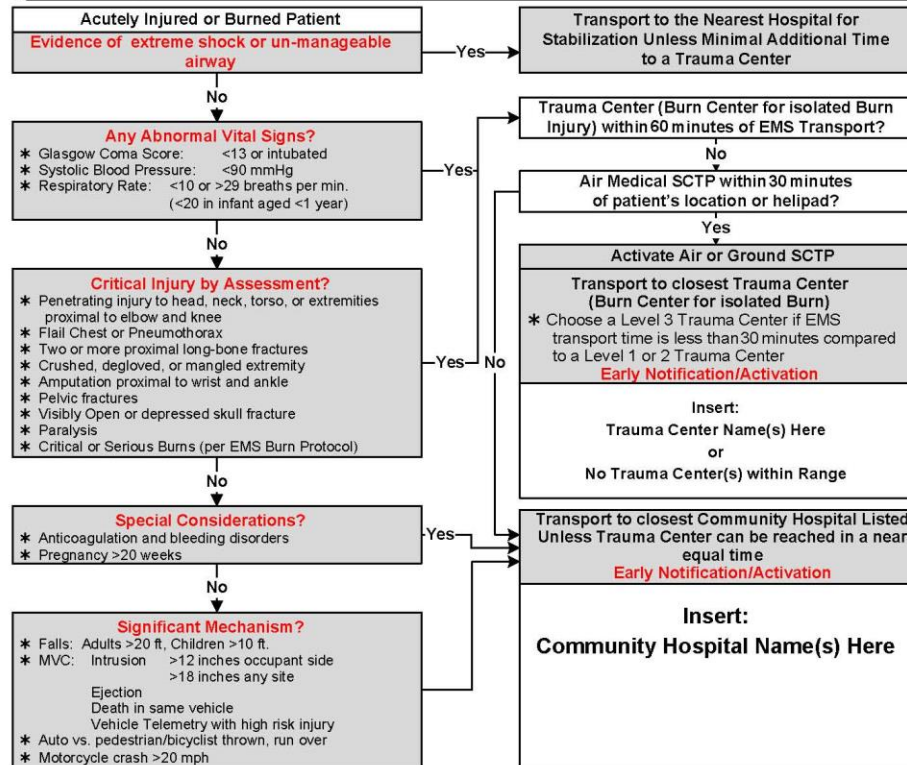 Acutely Injured or Burned Patient
Evidence of extreme shock or un-manageable
airway
Yes
Transport to the Nearest Hospital for
Stabilization Unless Minimal Additional Time
to a Trauma Center
No
Any Abnormal Vital Signs?
* Glasgow Coma Score: <13 or intubated
* Systolic Blood Pressure: <90 mmHg
* Respiratory Rate: <10 or >29 breaths per min.
(<20 in infant aged <1 year)
Yes
No
Critical Injury by Assessment?
* Penetrating injury to head, neck, torso, or extremities
proximal to elbow and knee
* Flail Chest or Pneumothorax
* Two or more proximal long-bone fractures
* Crushed, degloved, or mangled extremity
* Amputation proximal to wrist and ankle
* Pelvic fractures
* Visibly Open or depressed skull fracture
* Paralysis
* Critical or Serious Burns (per EMS Burn Protocol)
Yes
No
Special Considerations?
* Anticoagulation and bleeding disorders
* Pregnancy >20 weeks
Yes
No
Significant Mechanism?
* Falls: Adults >20 ft, Children >10 ft.
* MVC: Intrusion >12 inches occupant side
>18 inches any site
Ejection
Death in same vehicle
Vehicle Telemetry with high risk injury
* Auto vs. pedestrian/bicyclist thrown, run over
* Motorcycle crash >20 mph
Trauma Center (Burn Center for isolated Burn
Injury) within 60 minutes of EMS Transport?
No
Air Medical SCTP within 30 minutes
of patient's location or helipad?
Yes
No
Activate Air or Ground SCTP
Transport to closest Trauma Center
(Burn Center for isolated Burn)
* Choose a Level 3 Trauma Center if EMS
transport time is less than 30 minutes compared
to a Level 1 or 2 Trauma Center
Early Notification/Activation
Insert:
Trauma Center Name(s) Here
or
No Trauma Center(s) within Range
Transport to closest Community Hospital Listed
Unless Trauma Center can be reached in a near
equal time
Early Notification/Activation
Insert:
Community Hospital Name(s) Here